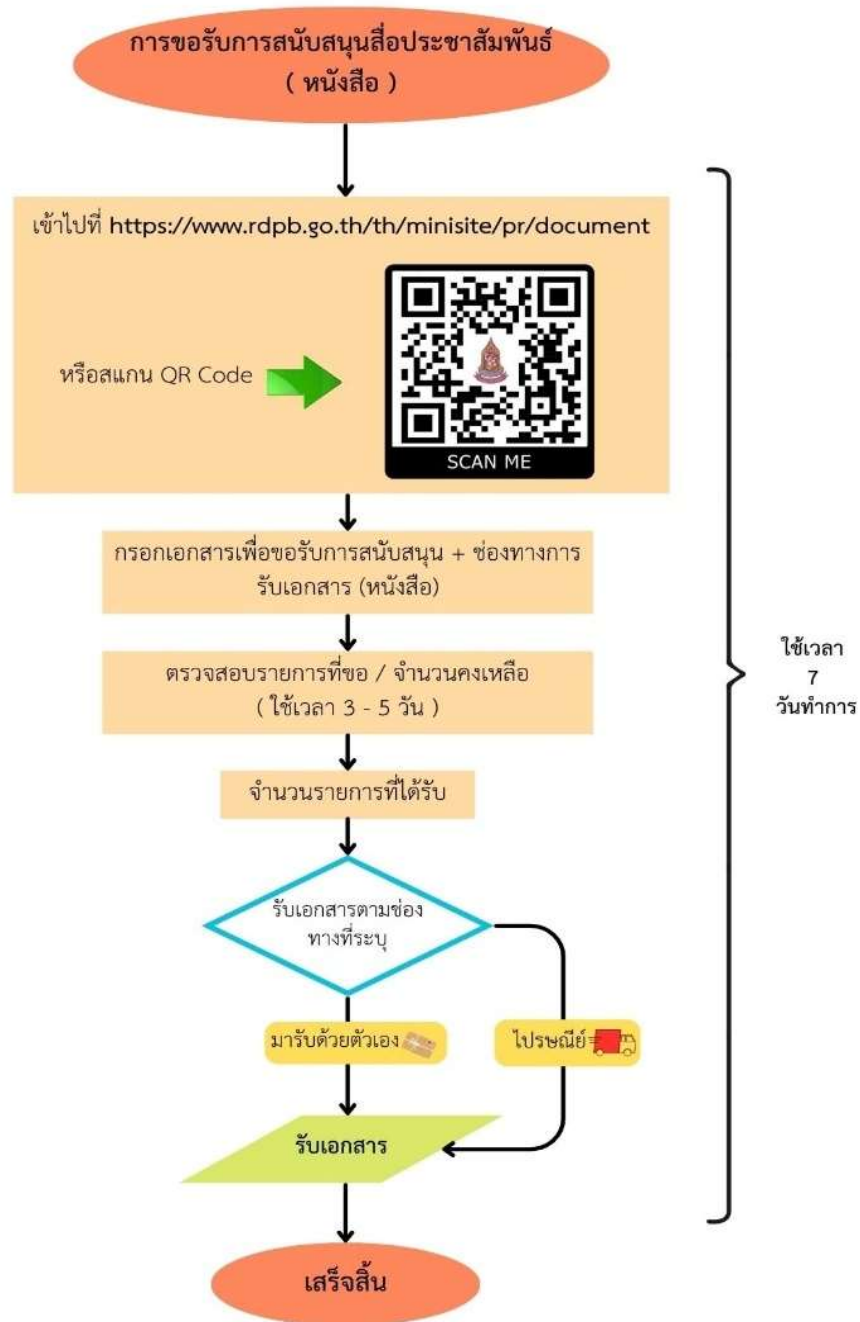 การขอรับการสนับสนุนสื่อประชาสัมพันธ์
( หนังสือ )
เข้าไปที่ https://www.rdpb.go.th/th/minisite/pr/document
หรือสแกน QR Code
SCAN ME
กรอกเอกสารเพื่อขอรับการสนับสนุน + ช่องทางการ
รับเอกสาร (หนังสือ)
ตรวจสอบรายการที่ขอ / จำนวนคงเหลือ
( ใช้เวลา 3 - 5 วัน )
ใช้เวลา
7
วันทำการ
จำนวนรายการที่ได้รับ
รับเอกสารตามช่อง
ทางที่ระบุ
มารับด้วยตัวเอง
ไปรษณีย์
รับเอกสาร
เสร็จสิ้น